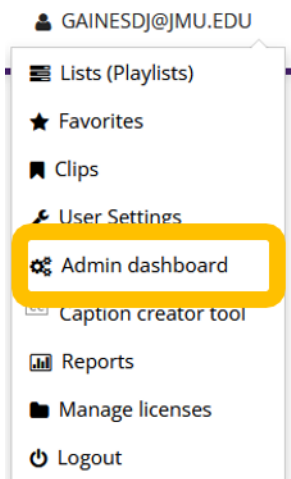 GAINESDJ@JMU.EDU
Lists (Playlists)
Favorites
Clips
User Settings
Admin dashboard
Caption creator tool
Reports
Manage licenses
Logout